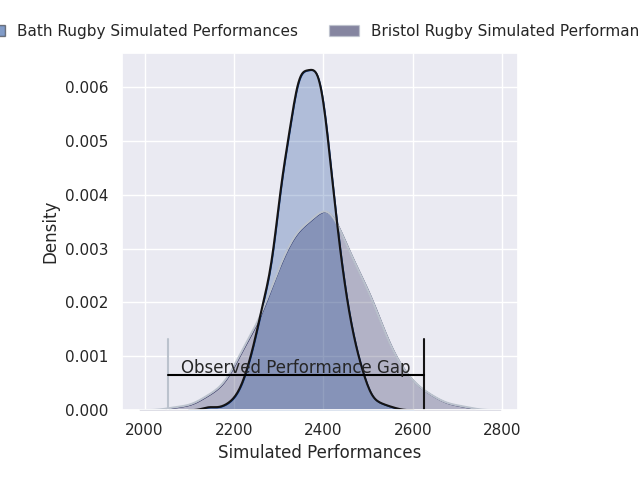 Bath Rugby Simulated Performances
Bristol Rugby Simulated
0.006
0.005
0.004
0.003
0.002
0.001
0.000
Density
Observed Performance Gap
2000 2200 2400 2600 2800
Simulated Performances